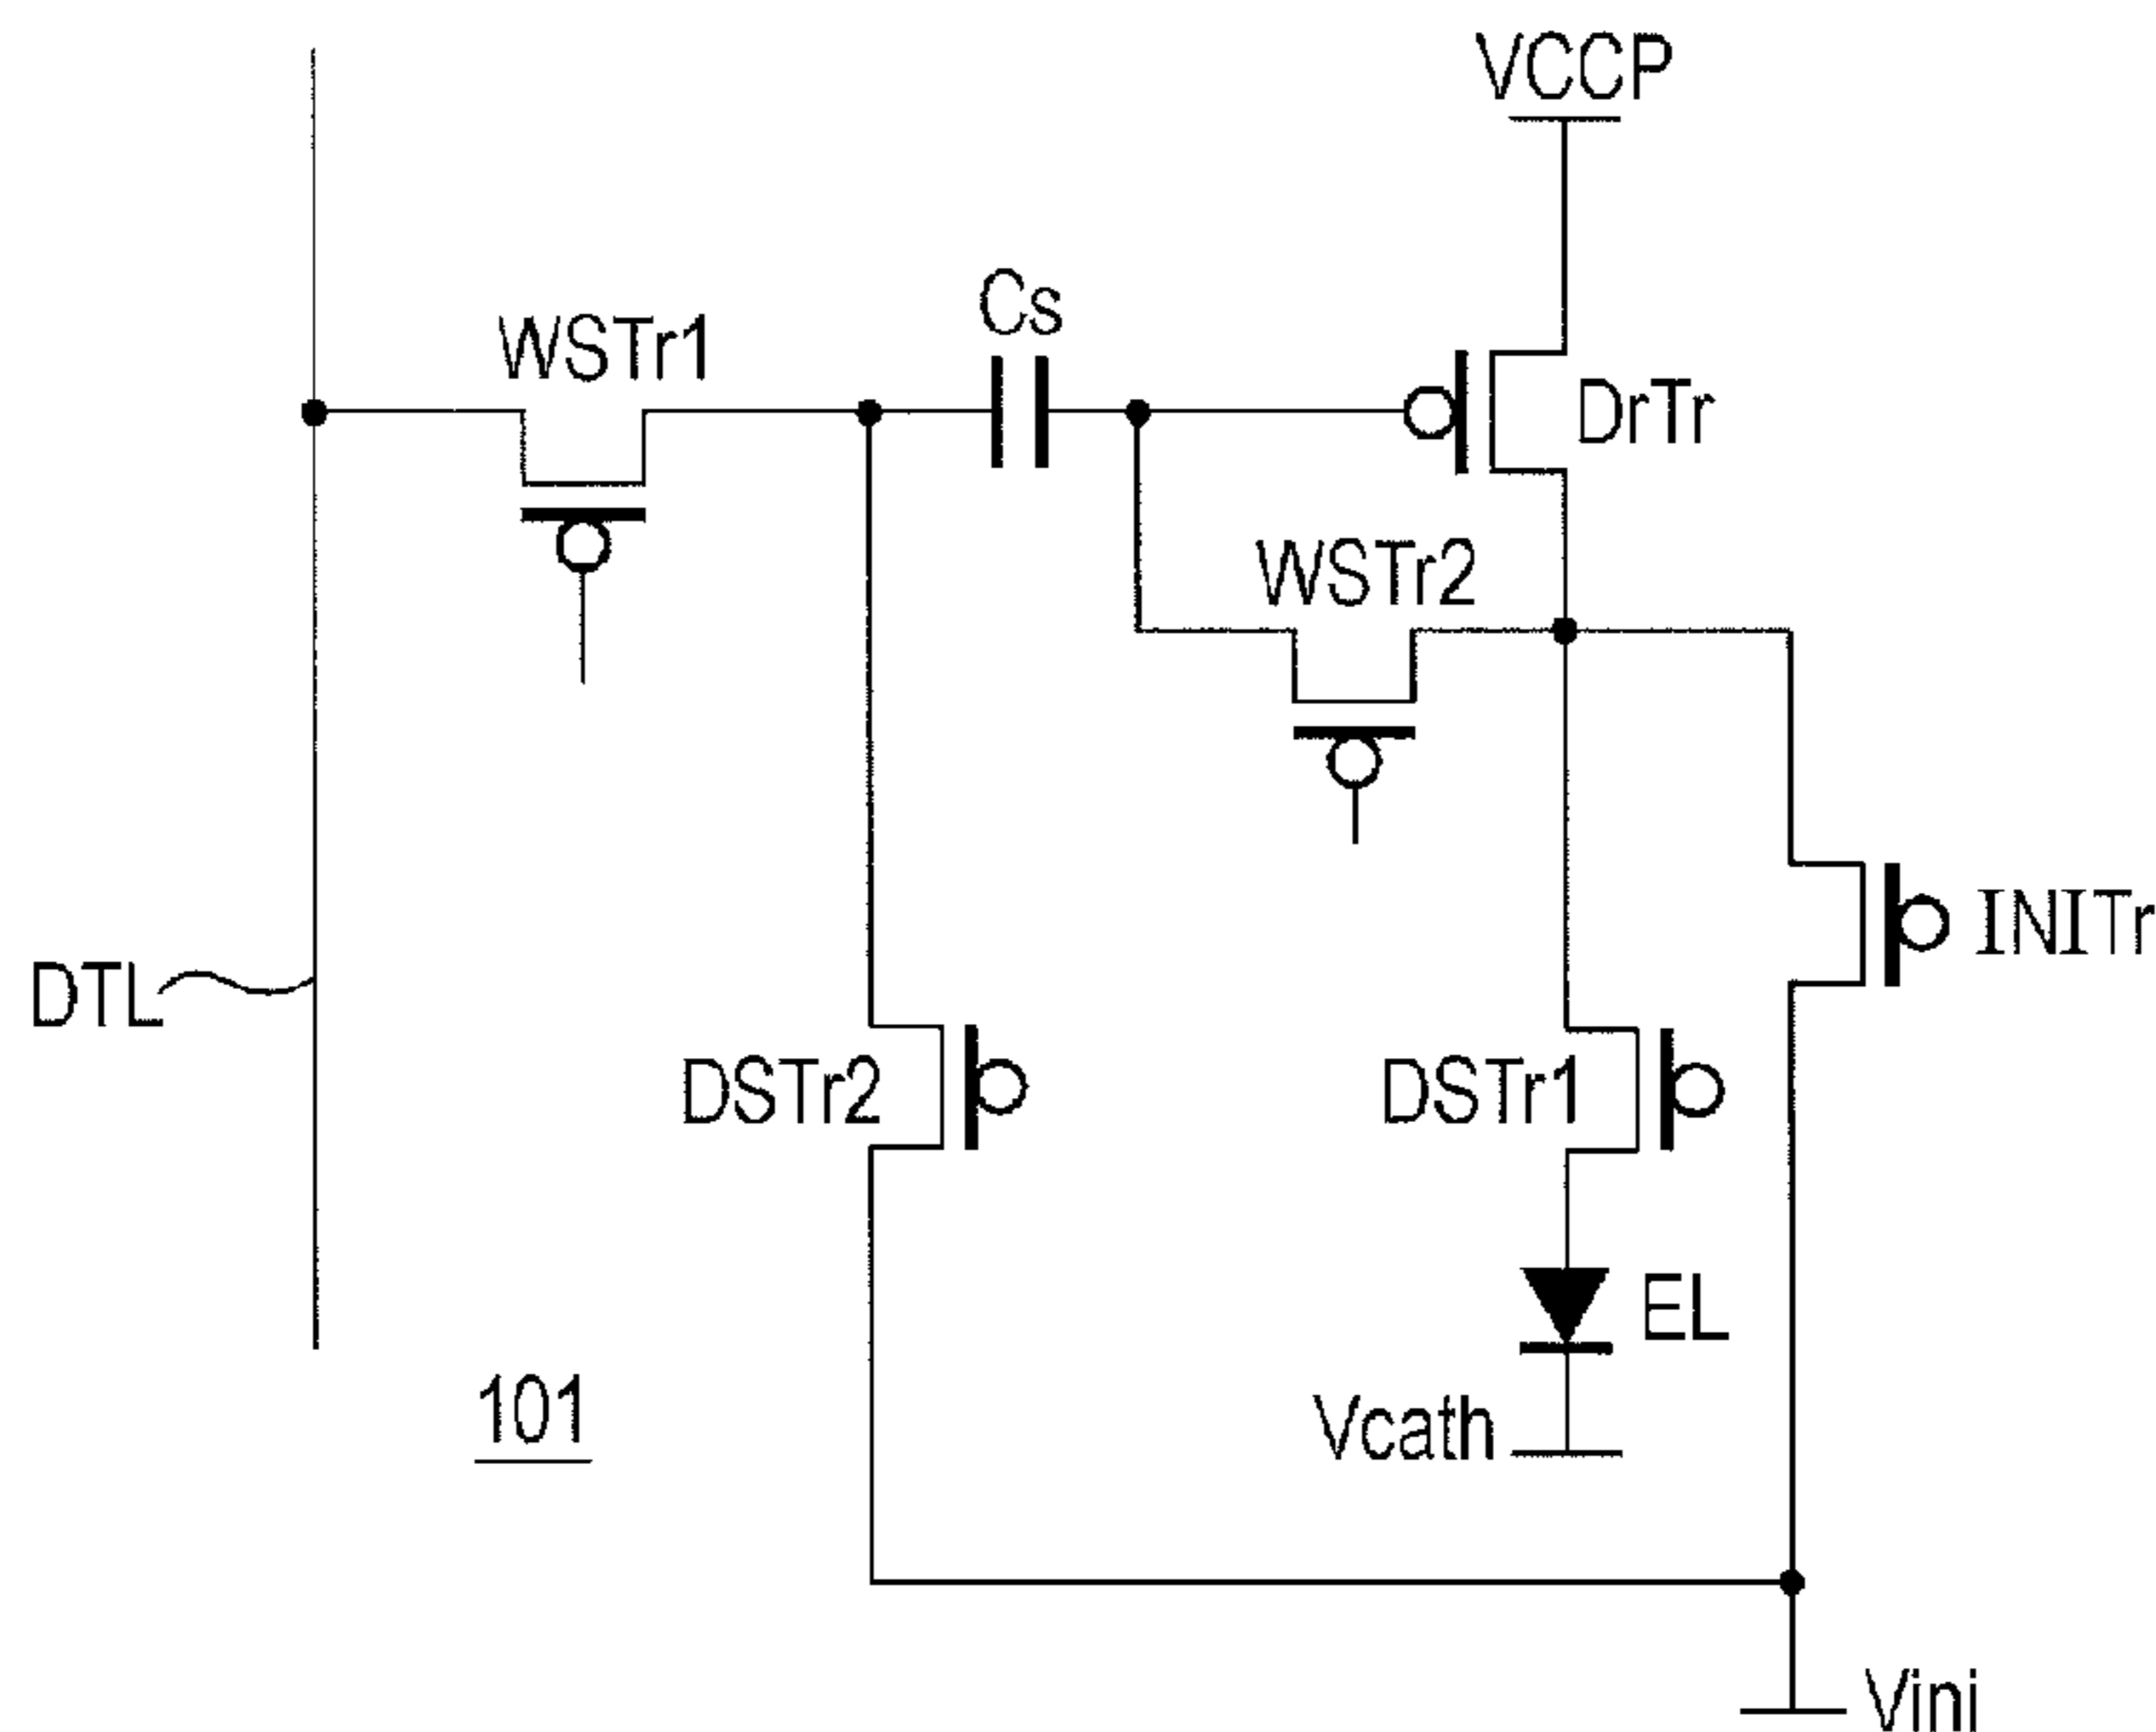 VCCP
Cs
WSTr1
DrTr
WSTr2
INITr
DTL
DSTr2
DSTr1
EL
101
Vcath
Vini